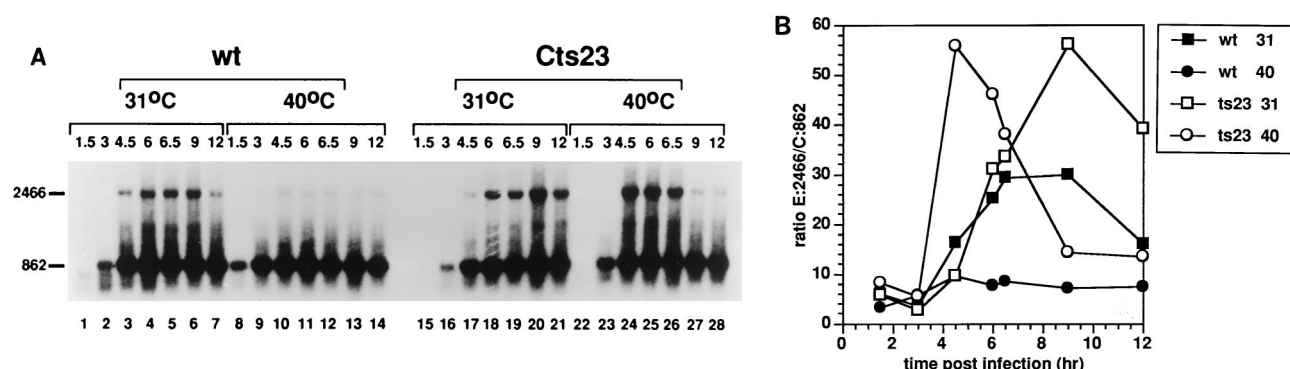 A
wt
Cts23
31ºC 40ºC 31ºC 40ºC
1.5 3 4.5 6 6.5 9 12 1.5 3 4.5 6 6.5 9 12 1.5 3 4.5 6 6.5 9 12 1.5 3 4.5 6 6.5 9 12
2466
862
1 2 3 4 5 6 7 8 9 10 11 12 13 14 15 16 17 18 19 20 21 22 23 24 25 26 27 28
B
ratio E:2466/C:862
60
50
40
30
20
10
0
0 2 4 6 8 10 12
time post infection (hr)
wt 31
wt 40
ts23 31
ts23 40